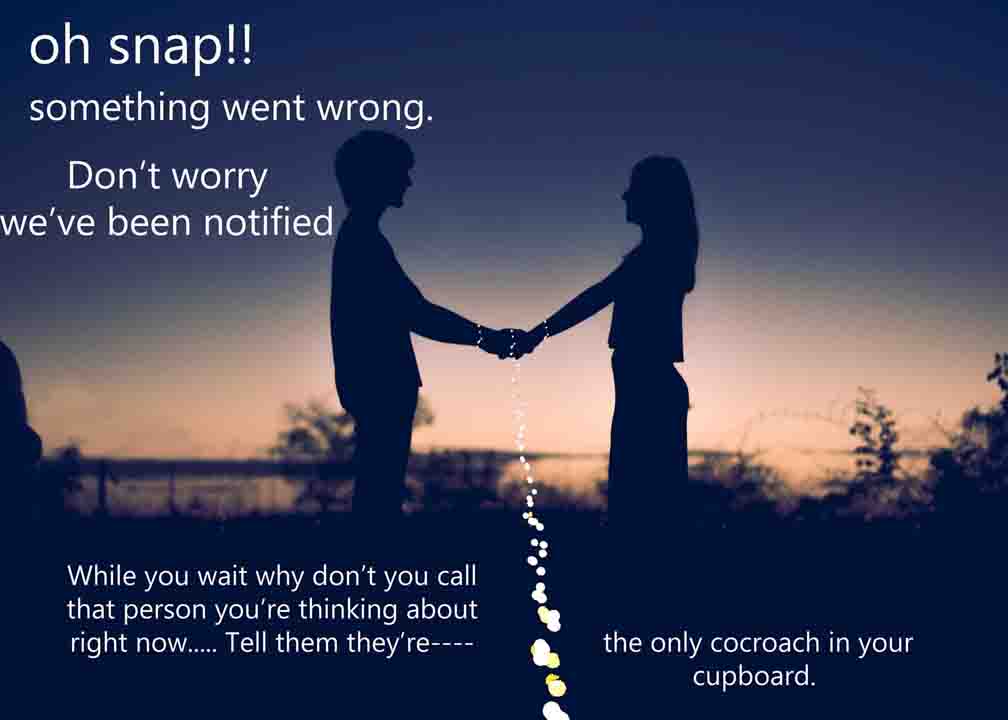 oh snap!!
something went wrong.
Don't worry
we've been notified
While you wait why don't you call
that person you're thinking about
right now..... Tell them they're----
the only cocroach in your
cupboard.